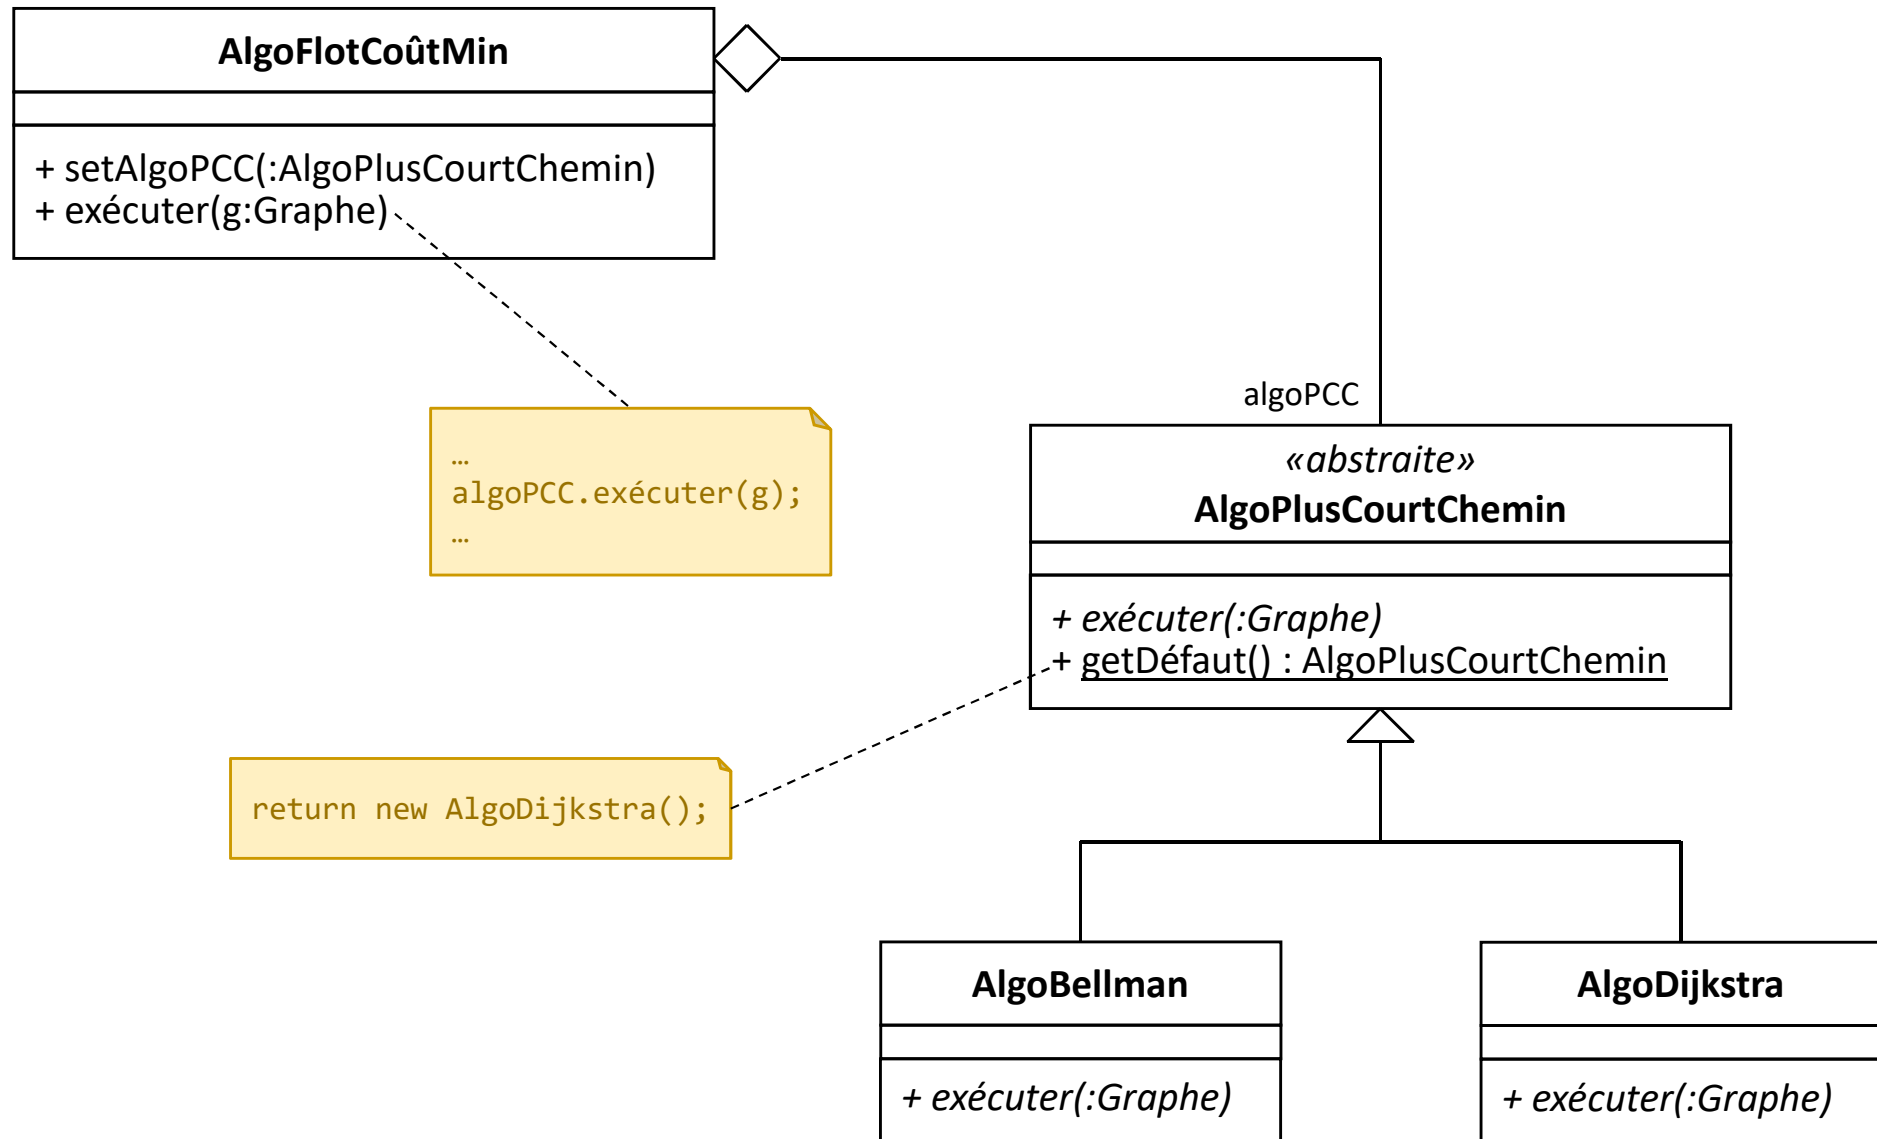 AlgoFlotCoûtMin
+ setAlgoPCC(:AlgoPlusCourtChemin)
+ exécuter(g:Graphe)
algoPCC
…
algoPCC.exécuter(g);
…
«abstraite»
AlgoPlusCourtChemin
+ exécuter(:Graphe)
+ getDéfaut() : AlgoPlusCourtChemin
return new AlgoDijkstra();
AlgoBellman
+ exécuter(:Graphe)
AlgoDijkstra
+ exécuter(:Graphe)